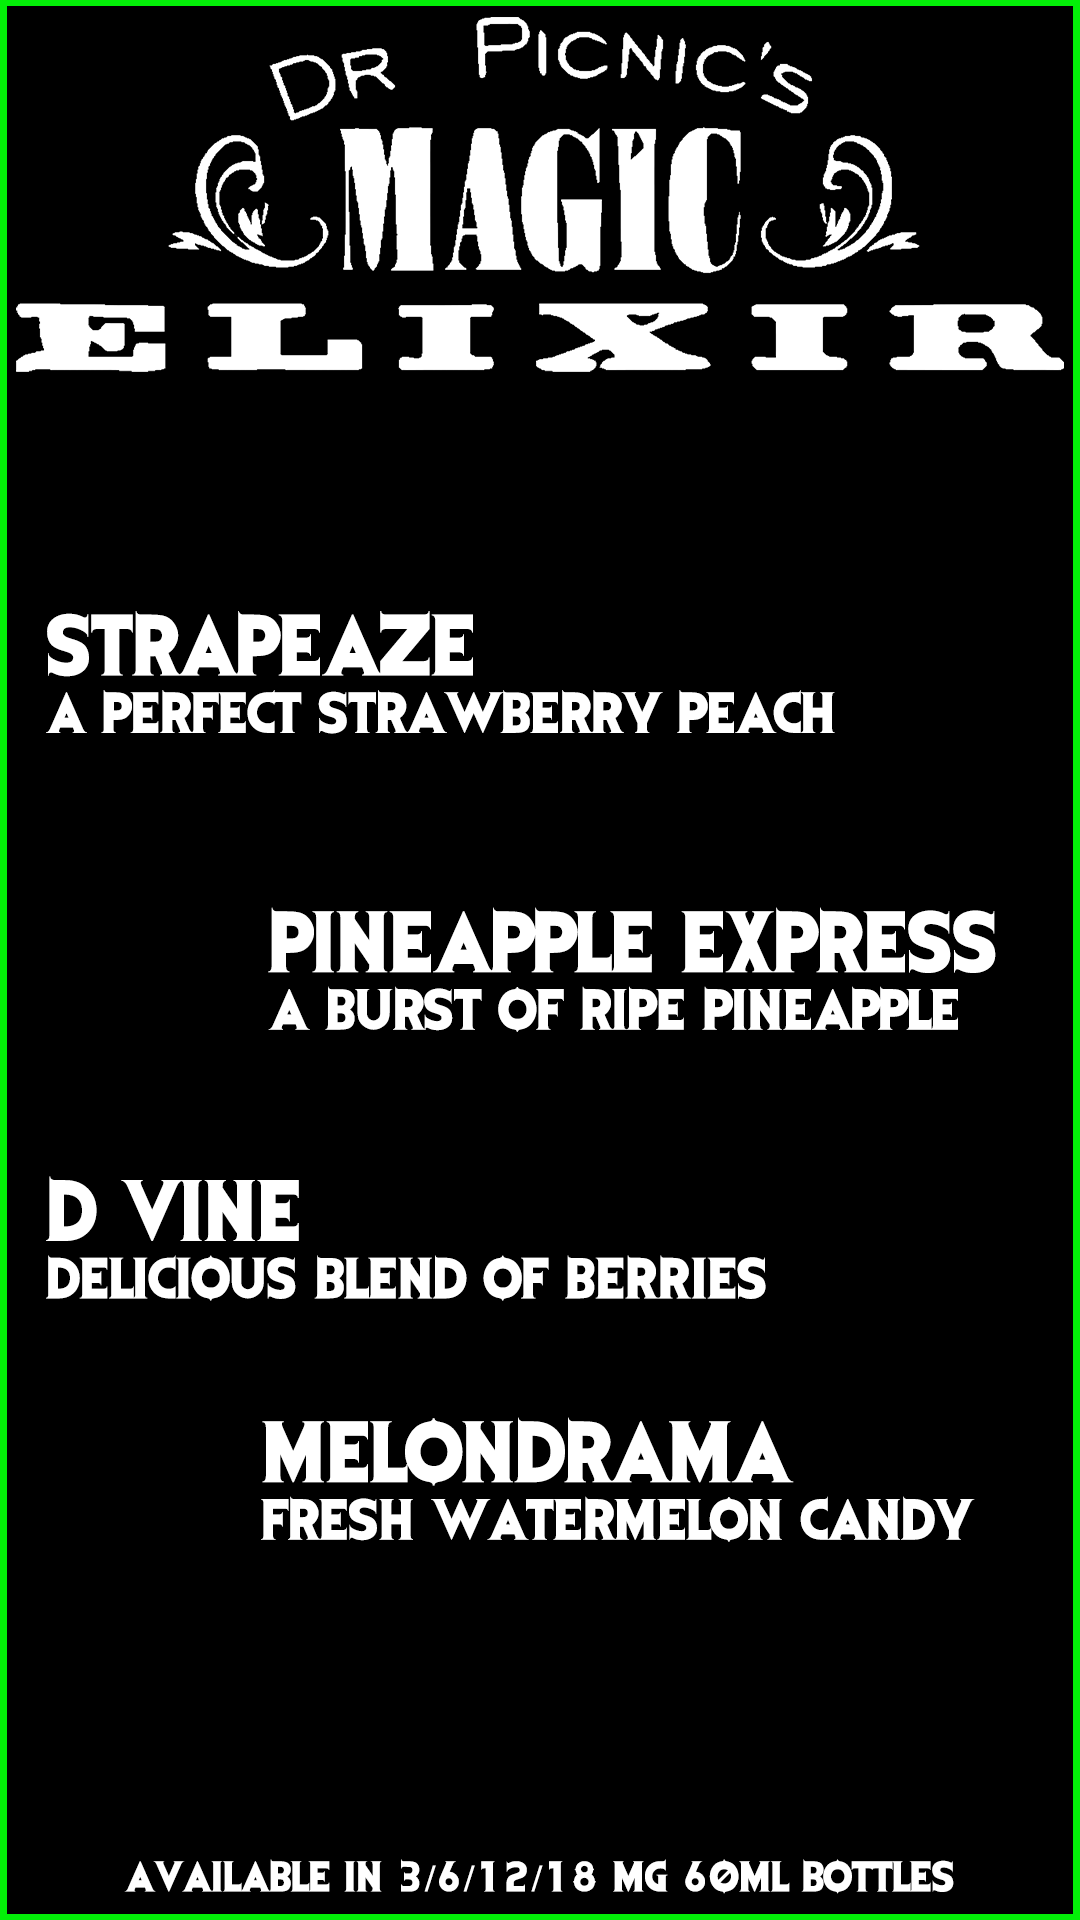 DR PICNIC'S
MAGIC
ELIXIR
STRAPEAZE
A PERFECT STRAWBERRY PEACH
PINEAPPLE EXPRESS
A BURST OF RIPE PINEAPPLE
D VINE
DELICIOUS BLEND OF BERRIES
MELONDRAMA
FRESH WATERMELON CANDY
AVAILABLE IN 3/6/12/18 MG 60ML BOTTLES